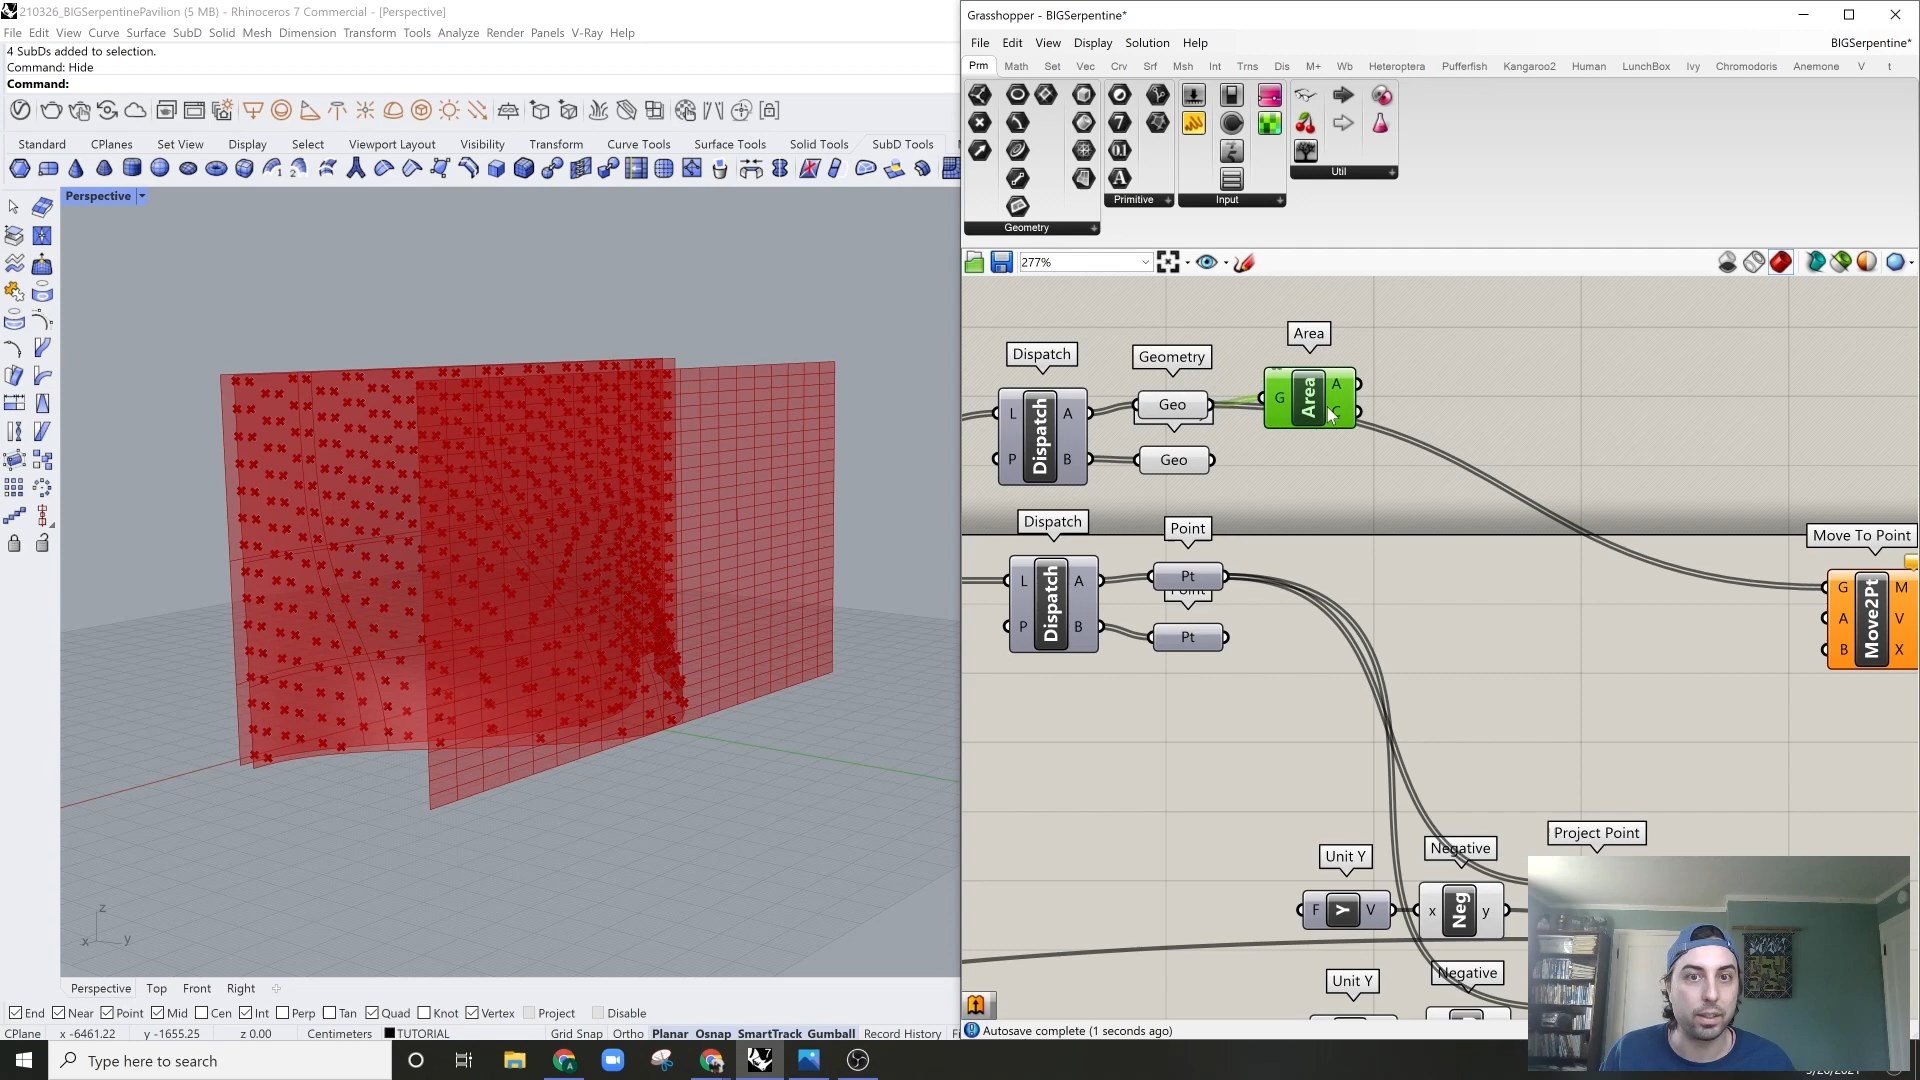 210326_BIGSerpentinePavilion (5 MB) - Rhinoceros 7 Commercial - [Perspective]
File Edit View Curve Surface SubD Solid Mesh Dimension Transform Tools Analyze Render Panels V-Ray Help
4 SubDs added to selection.
Command: Hide
Command:
Standard CPlanes Set View Display Select Viewport Layout Visibility Transform Curve Tools Surface Tools Solid Tools SubD Tools
Perspective
z
x y
Perspective Top Front Right
End Near Point Mid Cen Int Perp Tan Quad Knot Vertex Project Disable
CPlane x -6461.22 y -1655.25 z 0.00 Centimeters TUTORIAL Grid Snap Ortho Planar Osnap SmartTrack Gumball Record History
Type here to search
Grasshopper - BIGSerpentine*
File Edit View Display Solution Help BIGSerpentine*
Prm Math Set Vec Crv Srf Msh Int Trns Dis M+ Wb Heteroptera Pufferfish Kangaroo2 Human LunchBox Ivy Chromodoris Anemone V t
Geometry Primitive Input Util
277%
Area
Dispatch Geometry
L Dispatch A Geo G Area A
P B Geo
Dispatch Point
L Dispatch A Pt
P B Pt
Move To Point
G Move2Pt M
A V
B X
Unit Y Negative Project Point
F Y V x Neg y
Unit Y Negative
Autosave complete (1 seconds ago)